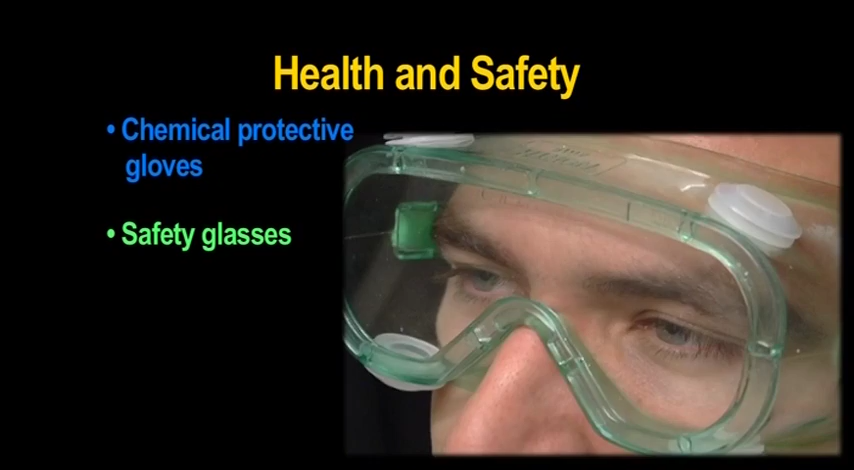 Health and Safety
• Chemical protective
gloves
• Safety glasses